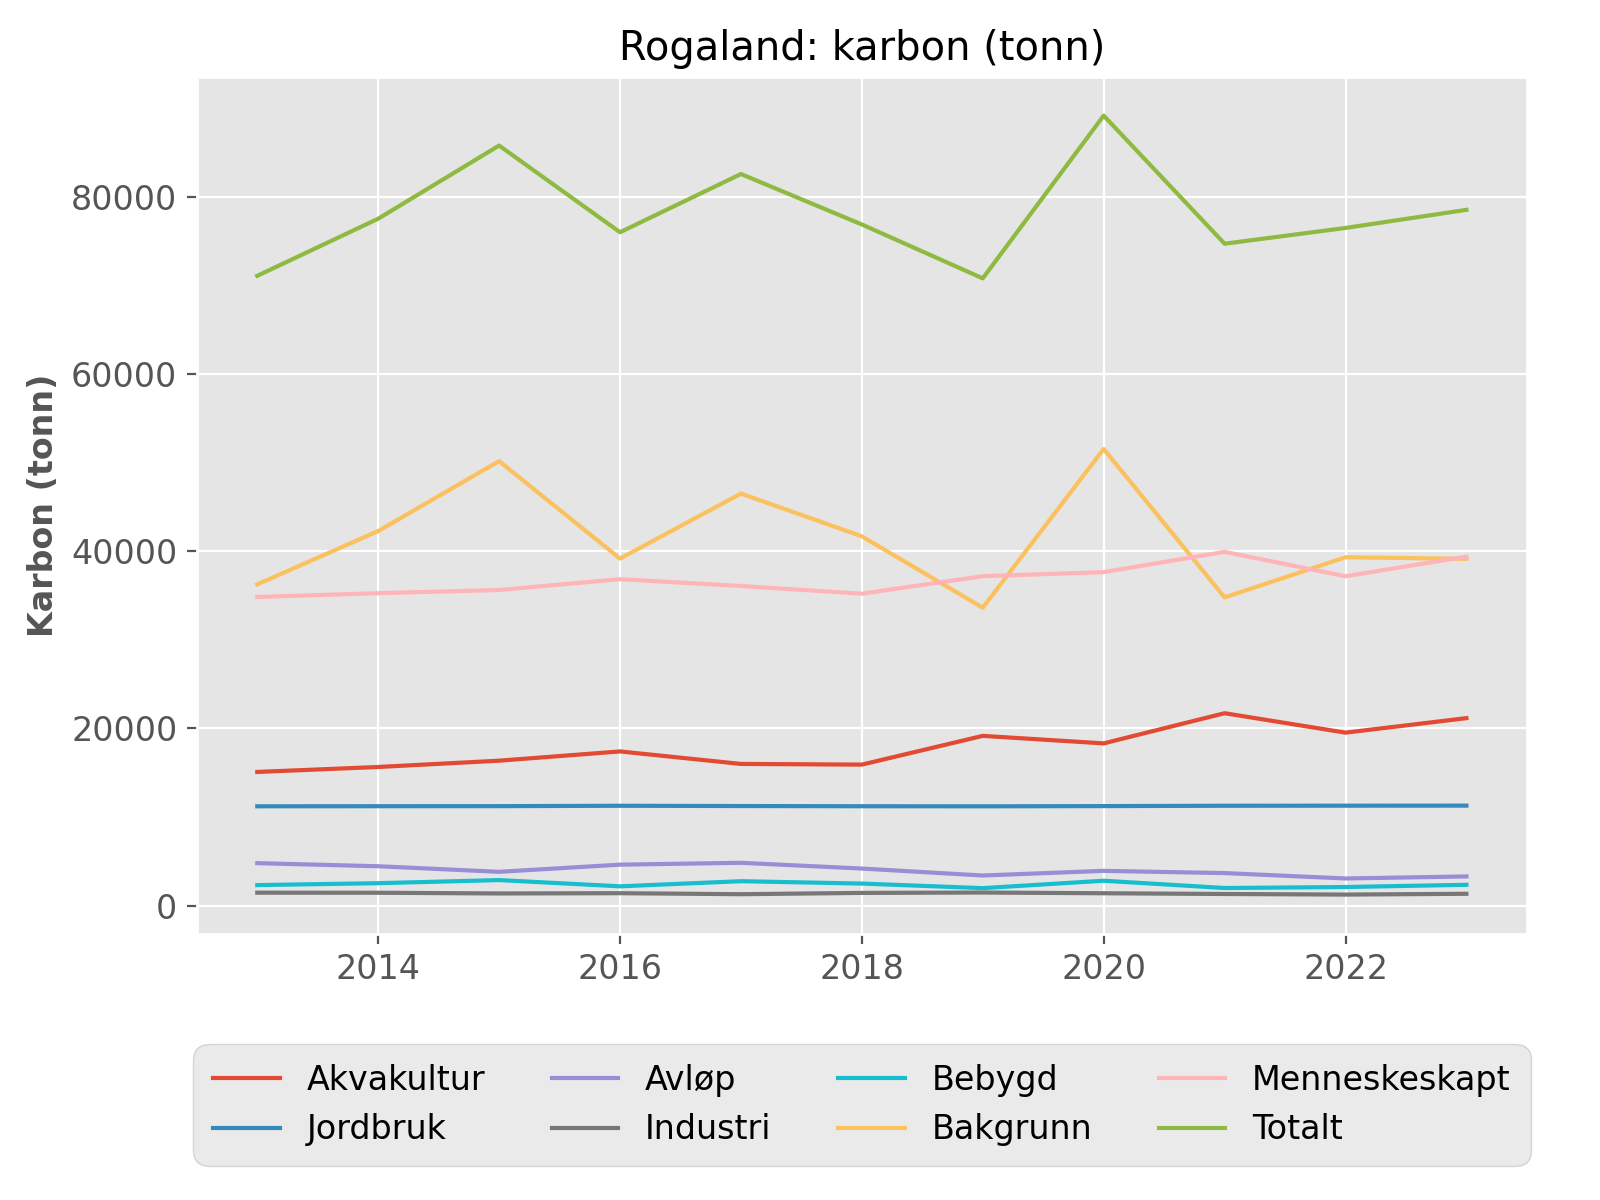 Rogaland: karbon (tonn)
Karbon (tonn)
80000
60000
40000
20000
0
2014 2016 2018 2020 2022
Akvakultur Avløp Bebygd Menneskeskapt
Jordbruk Industri Bakgrunn Totalt